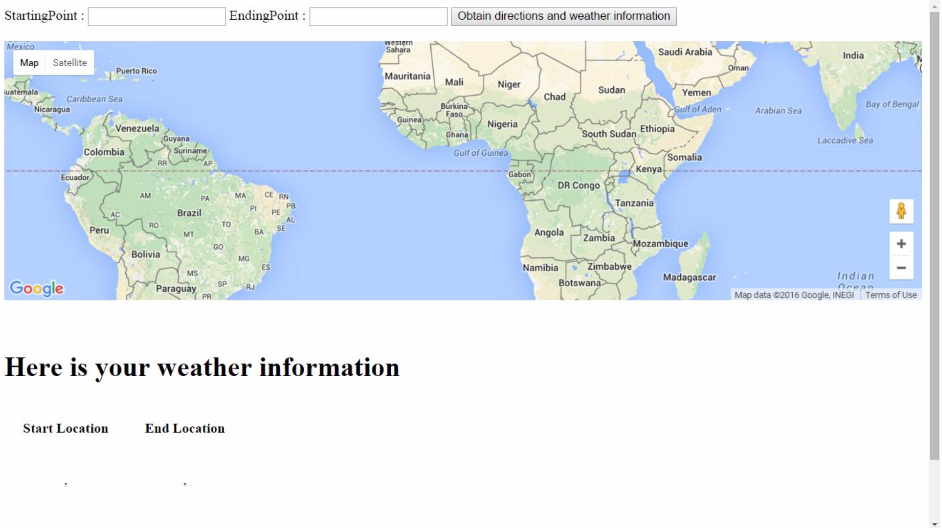 StartingPoint : EndingPoint : Obtain directions and weather information
Mexico
Western
Sahara
Saudi Arabia
India
Map Satellite
Oman
Puerto Rico
Mauritania
Mali
Niger
Sudan
Yemen
Chad
Caribbean Sea
Gulf of Aden
Arabian Sea
Bay of Bengal
Nicaragua
Burkina
Faso
Guinea
Nigeria
Venezuela
Ghana
South Sudan
Ethiopia
Laccadive Sea
Guyana
Colombia
Suriname
Gulf of Guinea
Somalia
RR
AP
Kenya
Ecuador
Gabon
DR Congo
AM
PA
MA
CE
RN
PB
Tanzania
AC
Brazil
PI
PE
AL
RO
TO
SE
Peru
MT
BA
Angola
GO
Zambia
Mozambique
Bolivia
MG
ES
Namibia
Zimbabwe
MS
Madagascar
SP
RJ
Botswana
Indian
Ocean
Paraguay
PR
Google
Map data ©2016 Google, INEGI Terms of Use
Here is your weather information
Start Location End Location
, ,